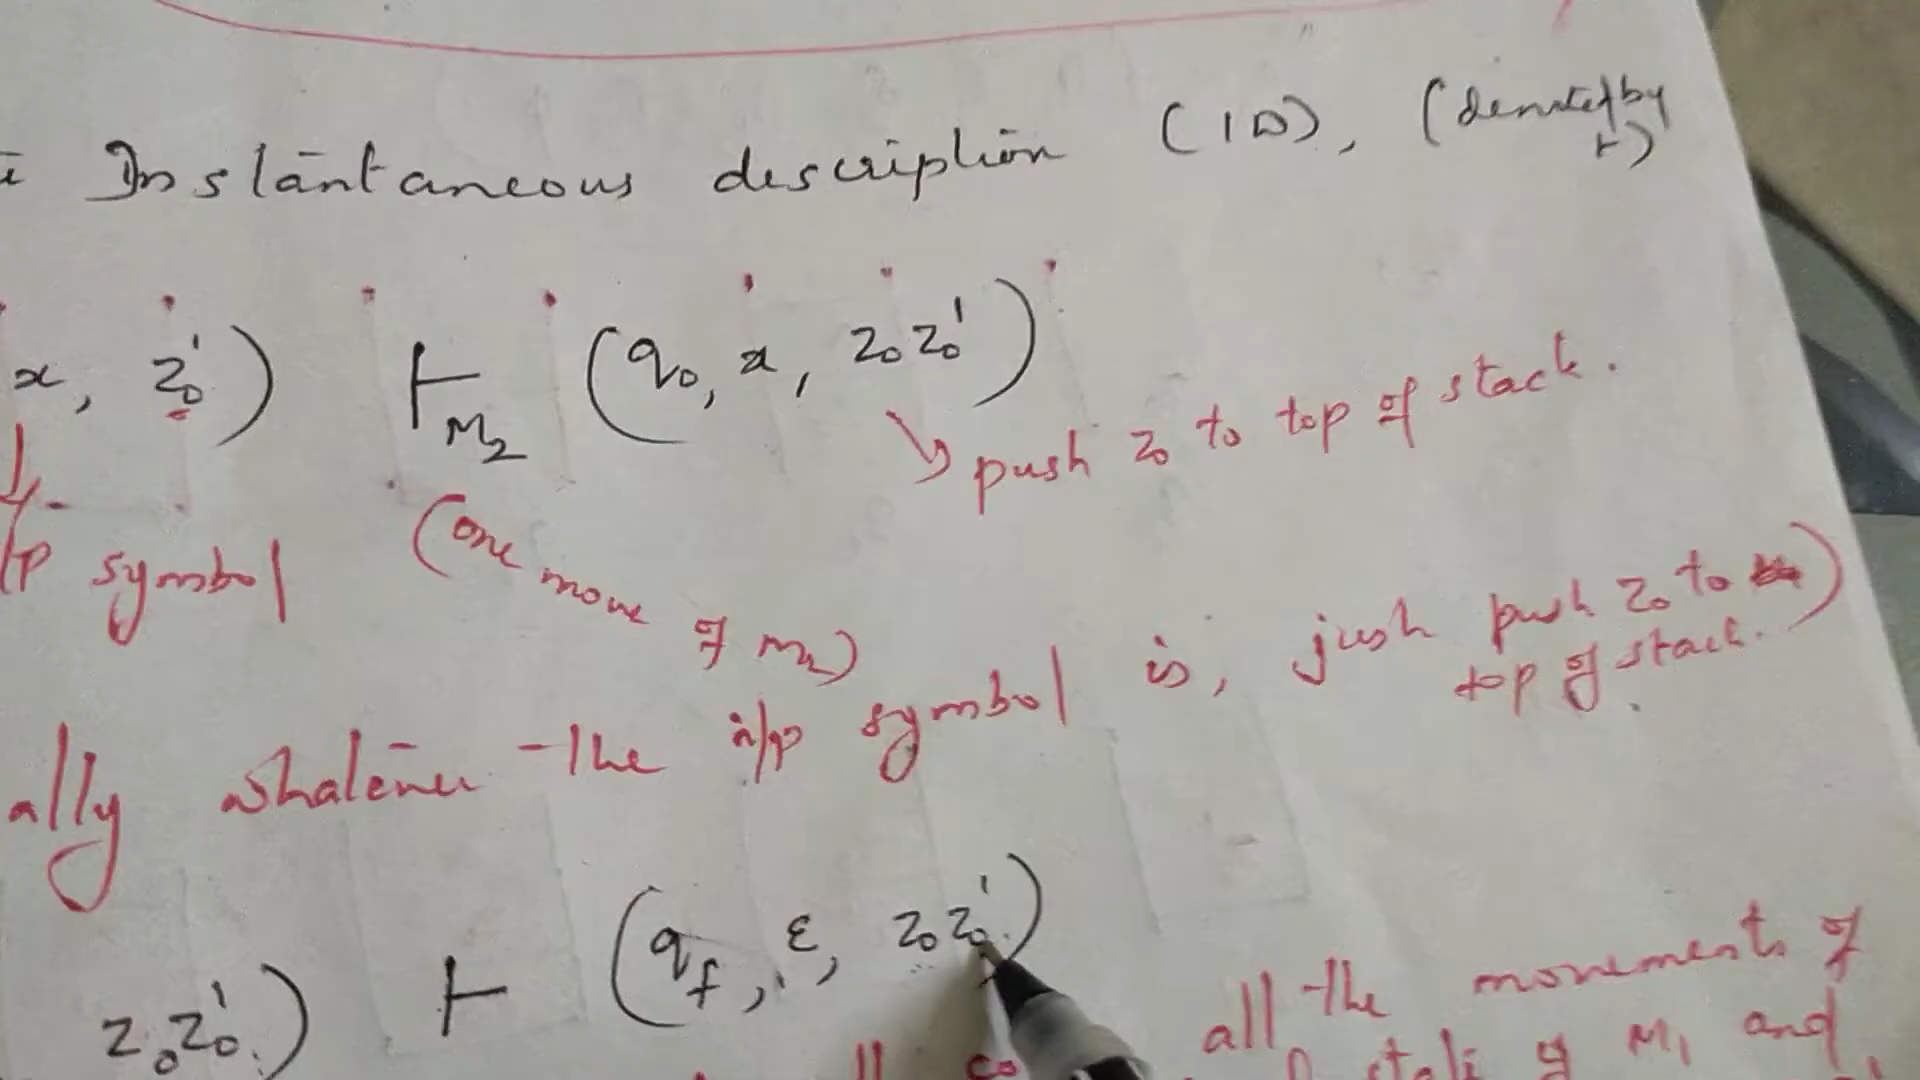 Instantaneous description (ID), (denoted by
⊢)
x, z₀') ⊢M₂ (q₀, x, z₀z₀')
push z₀ to top of stack.
i/p symbol (one move of M₂)
ally whatever the i/p symbol is, just push z₀ to
top of stack.)
z₀z₀') ⊢ (qf, ε, z₀z₀')
all the movements of
M₁ and